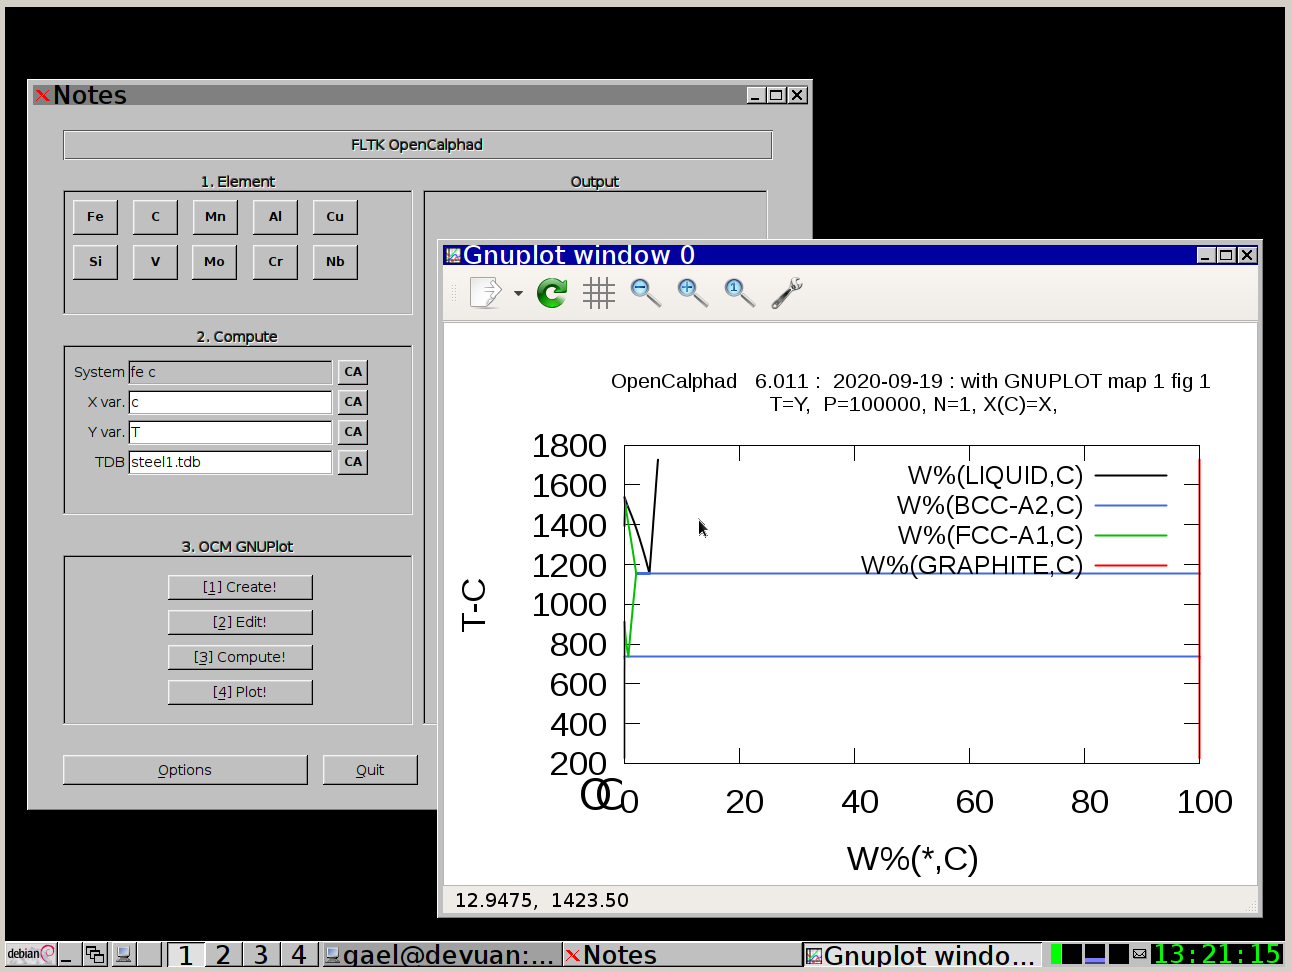 Notes
FLTK OpenCalphad
1. Element
Output
Fe C Mn Al Cu
Si V Mo Cr Nb
2. Compute
System fe c CA
X var. c CA
Y var. T CA
TDB steel1.tdb CA
3. OCM GNUPlot
[1] Create!
[2] Edit!
[3] Compute!
[4] Plot!
Options
Quit
Gnuplot window 0
1
OpenCalphad 6.011 : 2020-09-19 : with GNUPLOT map 1 fig 1
T=Y, P=100000, N=1, X(C)=X,
W%(LIQUID,C)
W%(BCC-A2,C)
W%(FCC-A1,C)
W%(GRAPHITE,C)
1800
1600
1400
1200
1000
800
600
400
200
T-C
OC
0 20 40 60 80 100
W%(*,C)
12.9475, 1423.50
debian 1 2 3 4 gael@devuan:... Notes Gnuplot windo... 13:21:15